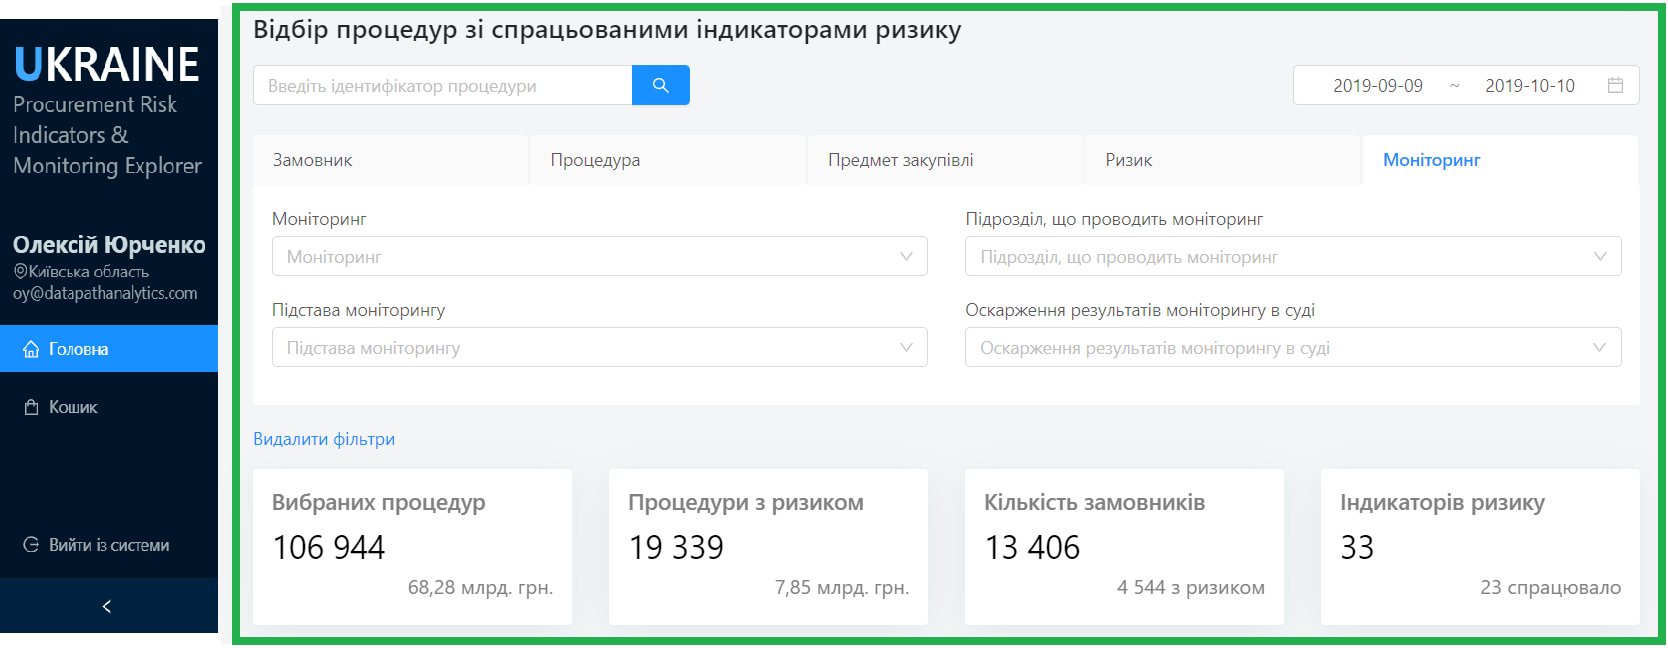 UKRAINE
Procurement Risk
Indicators &
Monitoring Explorer
Олексій Юрченко
Київська область
oy@datapathanalytics.com
Головна
Кошик
Вийти із системи
Відбір процедур зі спрацьованими індикаторами ризику
Введіть ідентифікатор процедури
2019-09-09 ~ 2019-10-10
Замовник Процедура Предмет закупівлі Ризик Моніторинг
Моніторинг Підрозділ, що проводить моніторинг
Моніторинг Підрозділ, що проводить моніторинг
Підстава моніторингу Оскарження результатів моніторингу в суді
Підстава моніторингу Оскарження результатів моніторингу в суді
Видалити фільтри
Вибраних процедур Процедури з ризиком Кількість замовників Індикаторів ризику
106 944 19 339 13 406 33
68,28 млрд. грн. 7,85 млрд. грн. 4 544 з ризиком 23 спрацювало